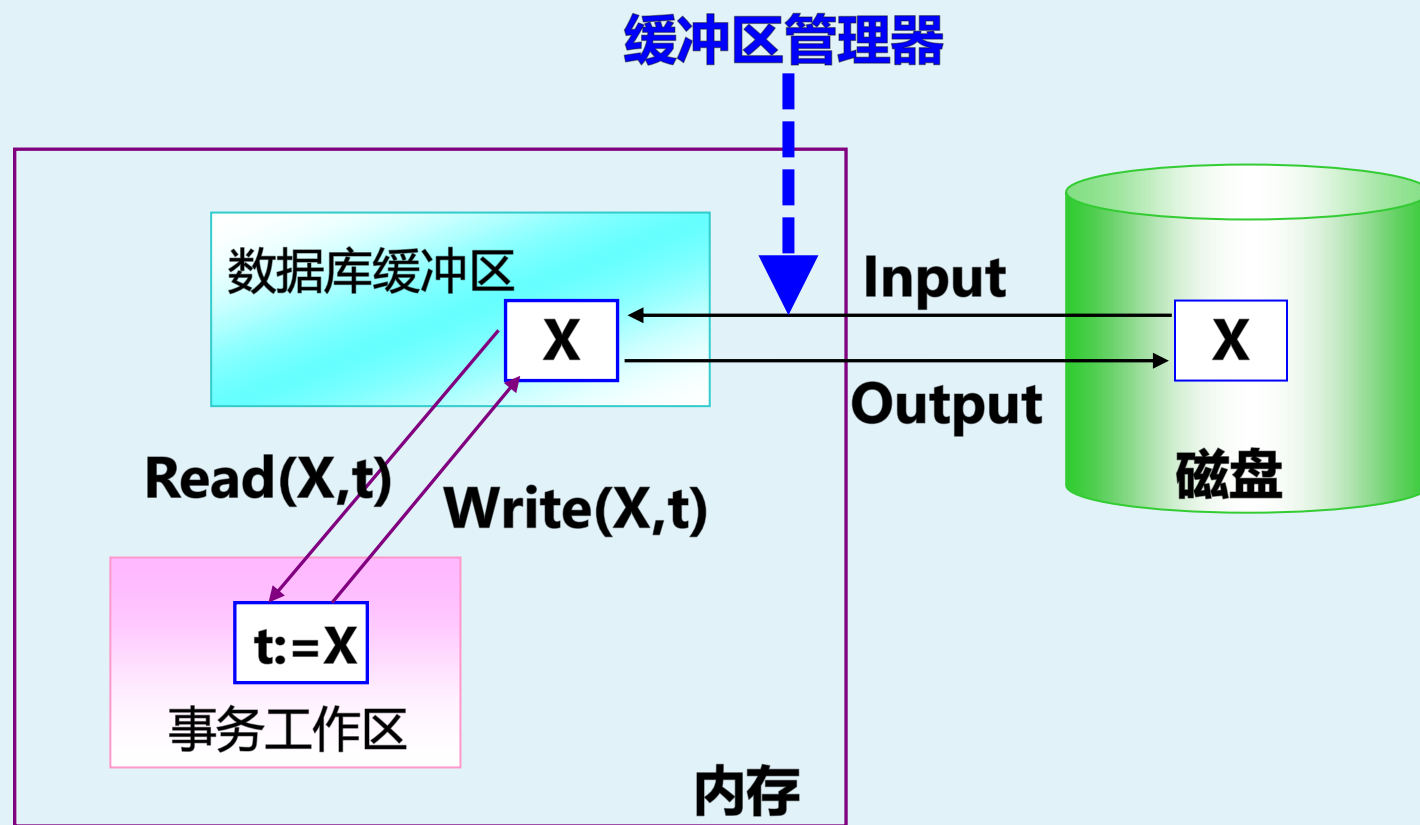 缓冲区管理器
数据库缓冲区
X
Input
X
Output
磁盘
Read(X,t)
Write(X,t)
t:=X
事务工作区
内存